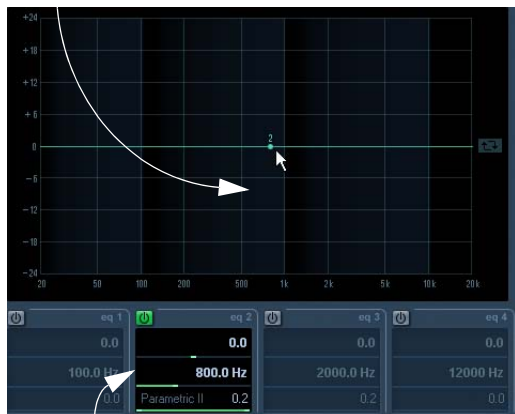 +24
+18
+12
+6
2
0
-6
-12
-18
-24
20 50 100 200 500 1k 2k 5k 10k 20k
eq 1 eq 2 eq 3 eq 4
0.0 0.0 0.0 0.0
100.0 Hz 800.0 Hz 2000.0 Hz 12000 Hz
0.0 Parametric II 0.2 0.2 0.0